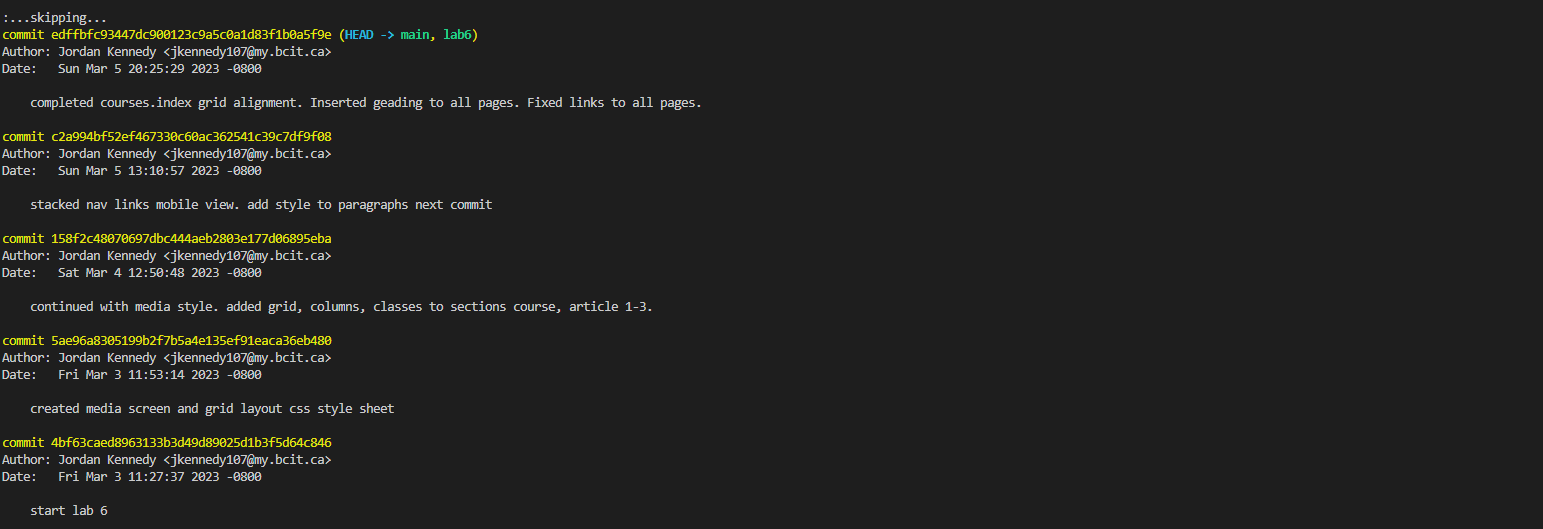 :...skipping...
commit edffbfc93447dc900123c9a5c0a1d83f1b0a5f9e (HEAD -> main, lab6)
Author: Jordan Kennedy <jkennedy107@my.bcit.ca>
Date:   Sun Mar 5 20:25:29 2023 -0800
completed courses.index grid alignment. Inserted geading to all pages. Fixed links to all pages.
commit c2a994bf52ef467330c60ac362541c39c7df9f08
Author: Jordan Kennedy <jkennedy107@my.bcit.ca>
Date:   Sun Mar 5 13:10:57 2023 -0800
stacked nav links mobile view. add style to paragraphs next commit
commit 158f2c48070697dbc444aeb2803e177d06895eba
Author: Jordan Kennedy <jkennedy107@my.bcit.ca>
Date:   Sat Mar 4 12:50:48 2023 -0800
continued with media style. added grid, columns, classes to sections course, article 1-3.
commit 5ae96a8305199b2f7b5a4e135ef91eaca36eb480
Author: Jordan Kennedy <jkennedy107@my.bcit.ca>
Date:   Fri Mar 3 11:53:14 2023 -0800
created media screen and grid layout css style sheet
commit 4bf63caed8963133b3d49d89025d1b3f5d64c846
Author: Jordan Kennedy <jkennedy107@my.bcit.ca>
Date:   Fri Mar 3 11:27:37 2023 -0800
start lab 6